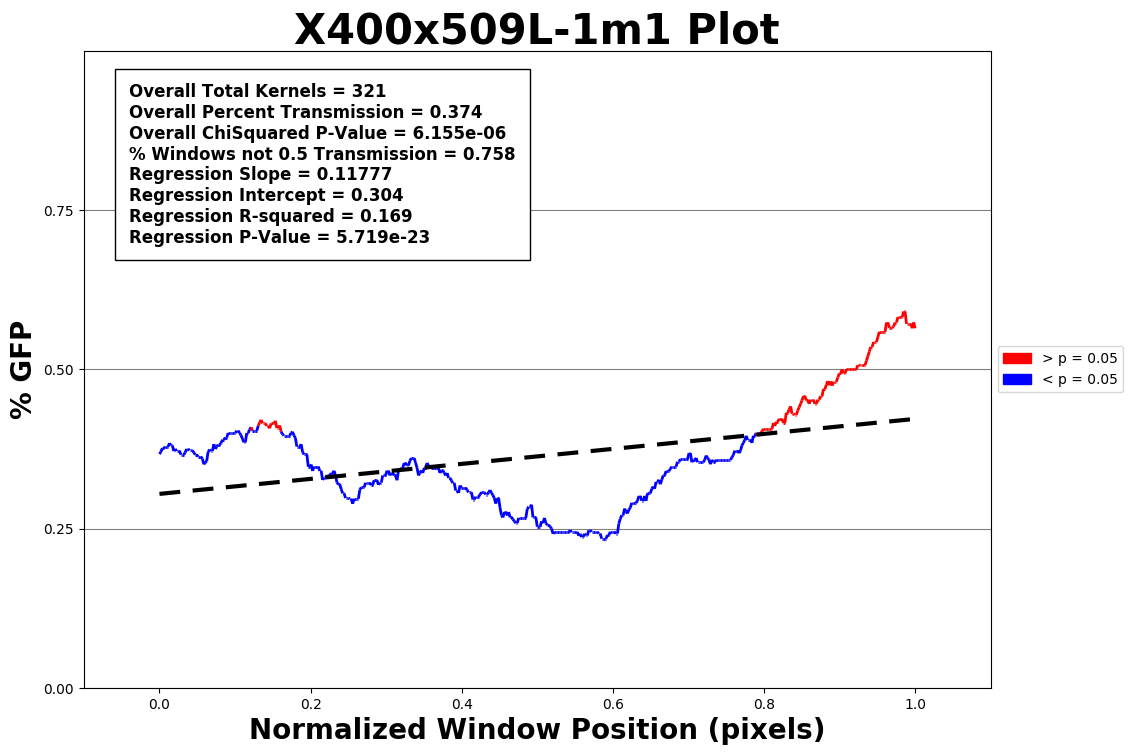 X400x509L-1m1 Plot
Overall Total Kernels = 321
Overall Percent Transmission = 0.374
Overall ChiSquared P-Value = 6.155e-06
% Windows not 0.5 Transmission = 0.758
Regression Slope = 0.11777
Regression Intercept = 0.304
Regression R-squared = 0.169
Regression P-Value = 5.719e-23
% GFP
0.75
0.50
0.25
0.00
> p = 0.05
< p = 0.05
0.0 0.2 0.4 0.6 0.8 1.0
Normalized Window Position (pixels)